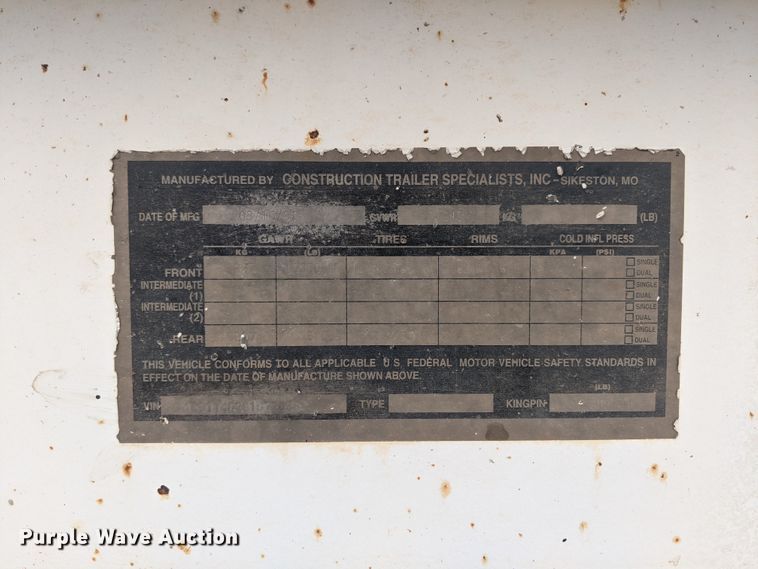 MANUFACTURED BY CONSTRUCTION TRAILER SPECIALISTS, INC - SIKESTON, MO
DATE OF MFG GVWR KG (LB)
GAWR TIRES RIMS COLD INFL PRESS
KG (LB) KPA (PSI)
FRONT SINGLE
DUAL
INTERMEDIATE (1) SINGLE
DUAL
INTERMEDIATE (2) SINGLE
DUAL
REAR SINGLE
DUAL
THIS VEHICLE CONFORMS TO ALL APPLICABLE U.S. FEDERAL MOTOR VEHICLE SAFETY STANDARDS IN
EFFECT ON THE DATE OF MANUFACTURE SHOWN ABOVE.
(LB)
VIN TYPE KINGPIN
Purple Wave Auction